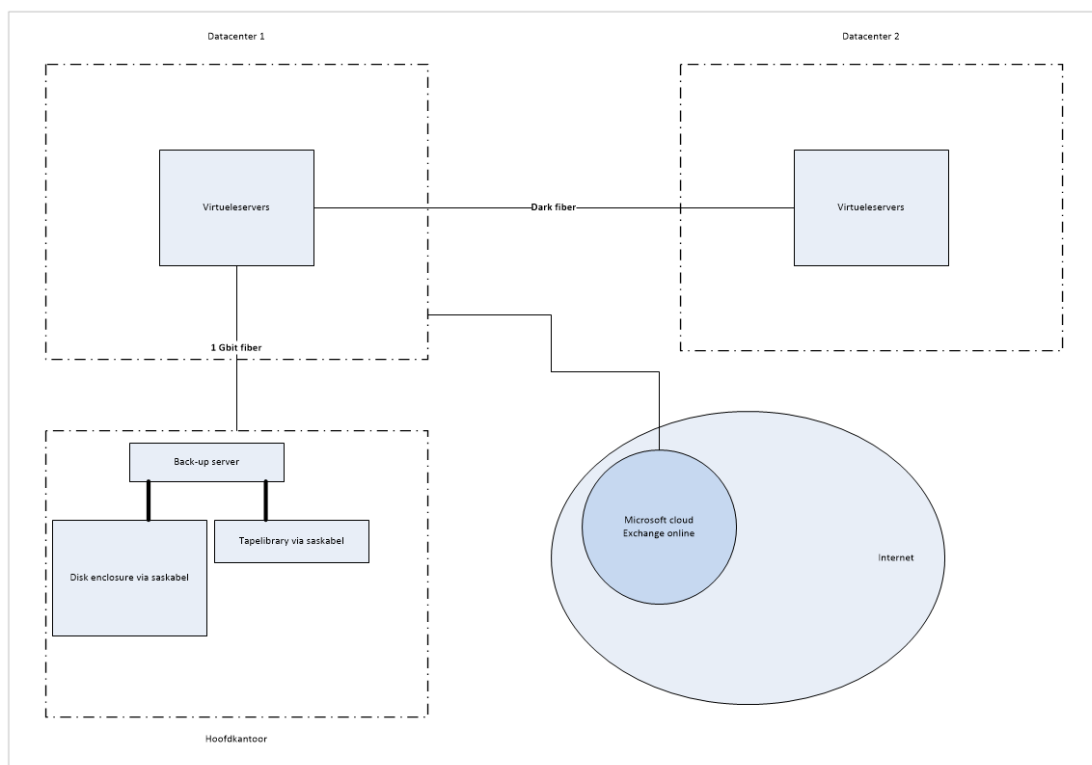 Datacenter 1
Datacenter 2
Virtueleservers
Dark fiber
Virtueleservers
1 Gbit fiber
Back-up server
Tapelibrary via saskabel
Disk enclosure via saskabel
Microsoft cloud
Exchange online
Internet
Hoofdkantoor